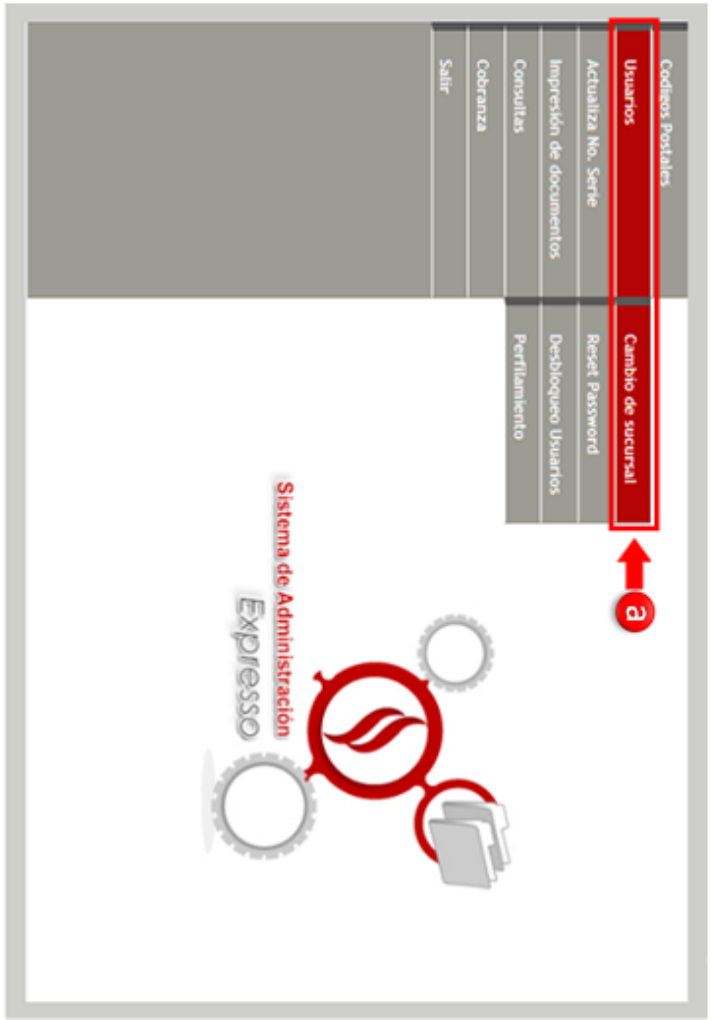 Codigos Postales
Usuarios
Actualiza No. Serie
Impresión de documentos
Consultas
Cobranza
Salir
Cambio de sucursal
Reset Password
Desbloqueo Usuarios
Perfilamiento
a
Sistema de Administración
Expresso